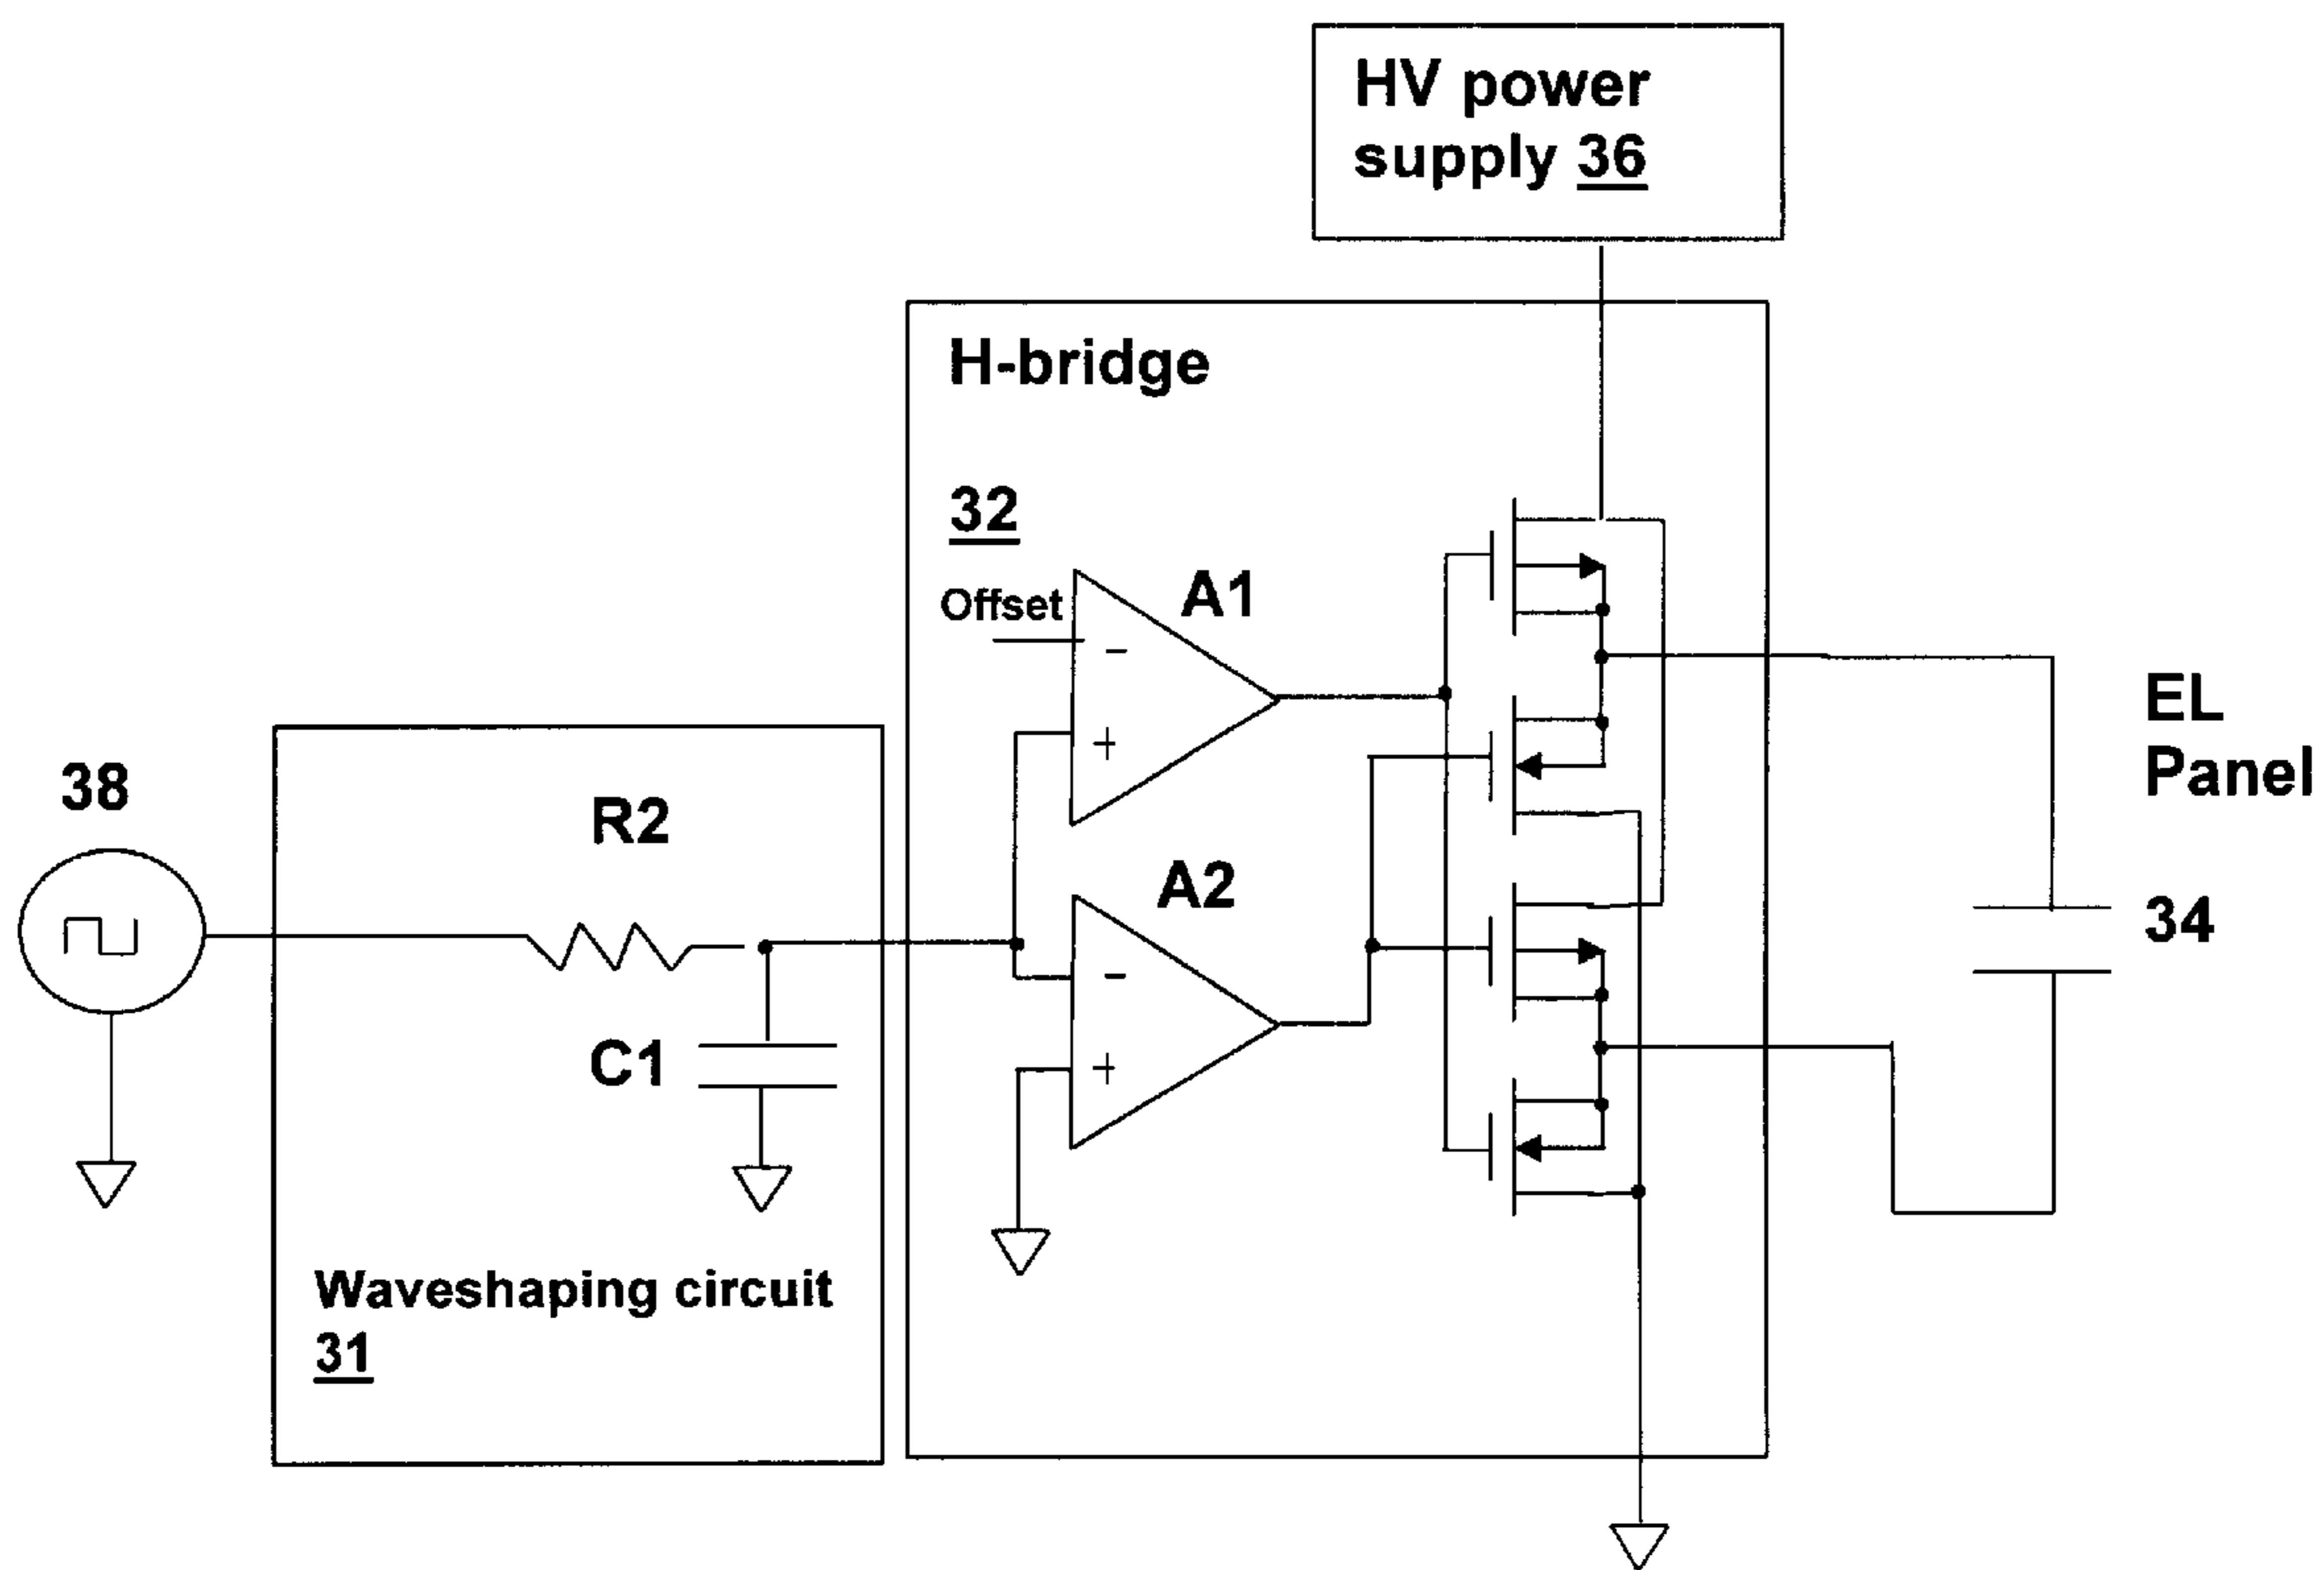 HV power
supply 36
H-bridge
32
Offset
A1
-
+
EL
Panel
34
38
R2
A2
-
+
C1
Waveshaping circuit
31